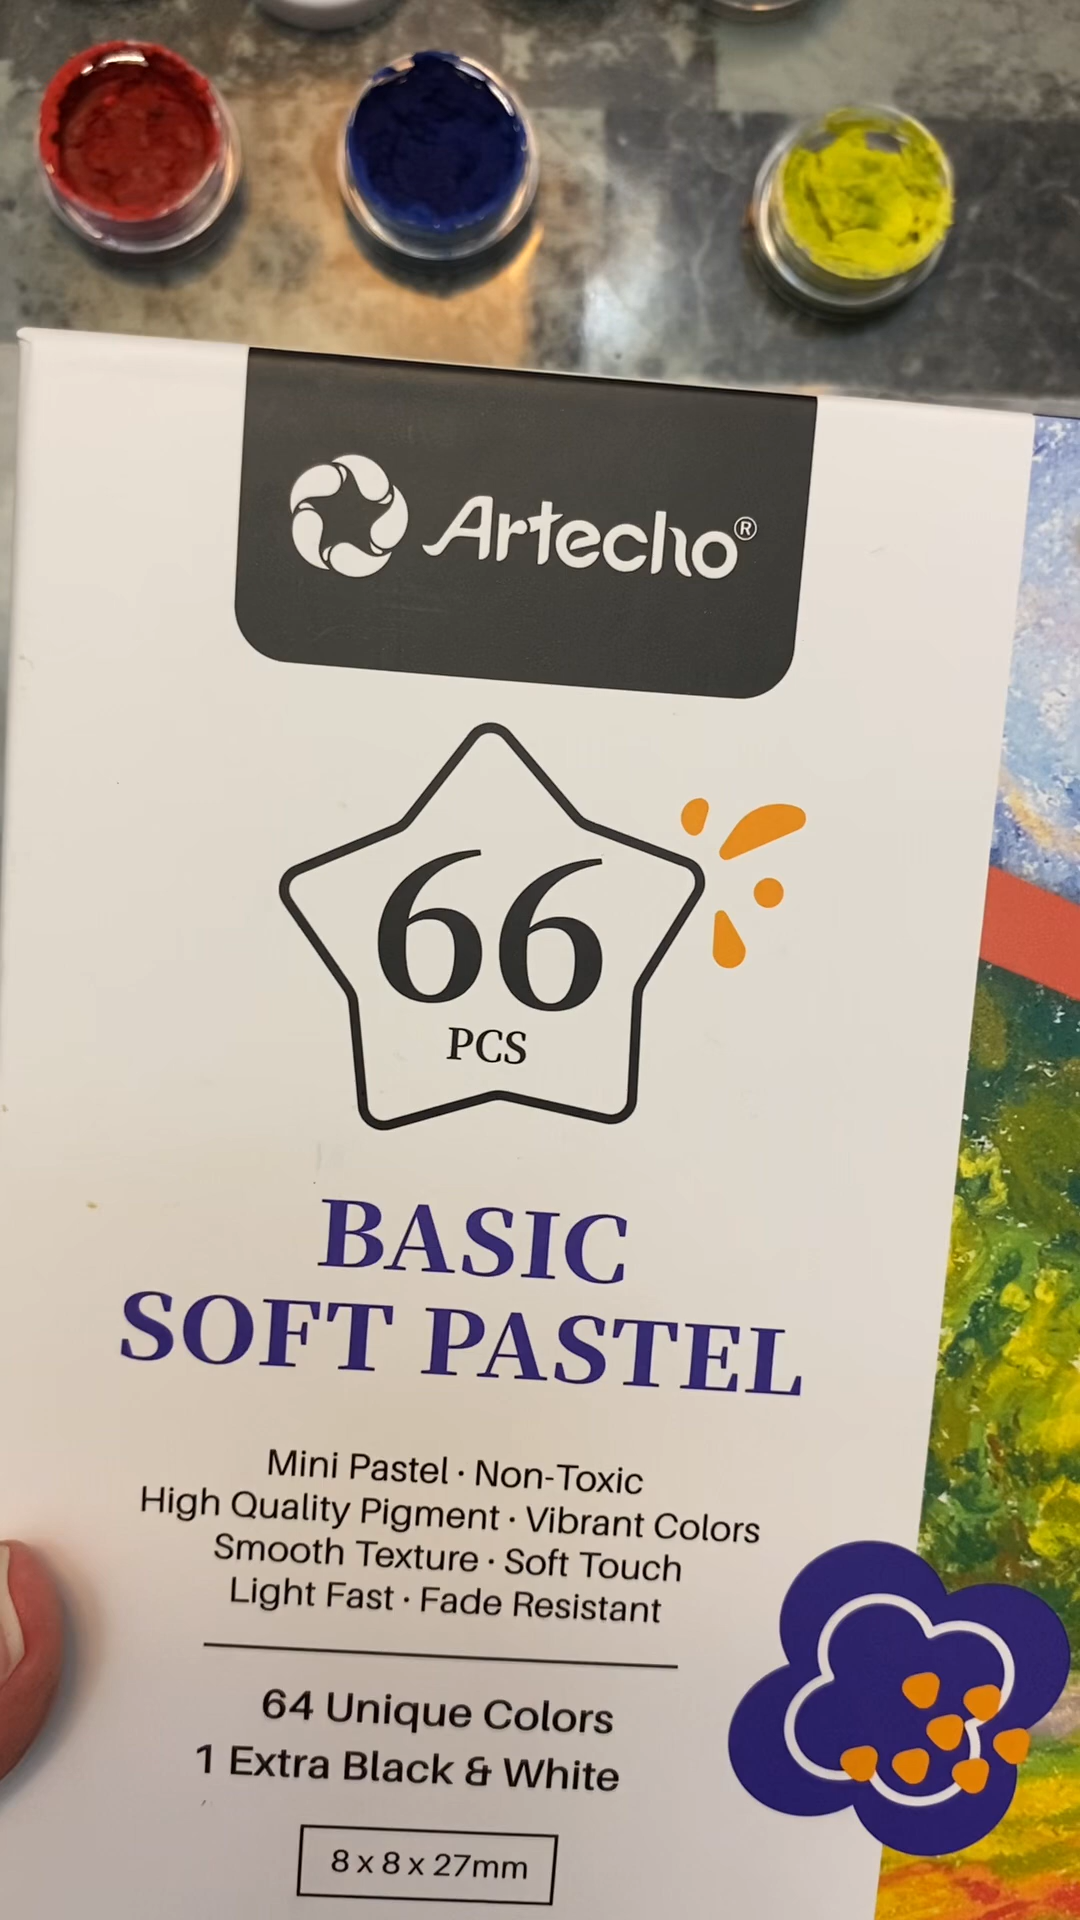 Artecho®
66
PCS
BASIC
SOFT PASTEL
Mini Pastel · Non-Toxic
High Quality Pigment · Vibrant Colors
Smooth Texture · Soft Touch
Light Fast · Fade Resistant
64 Unique Colors
1 Extra Black & White
8 x 8 x 27mm